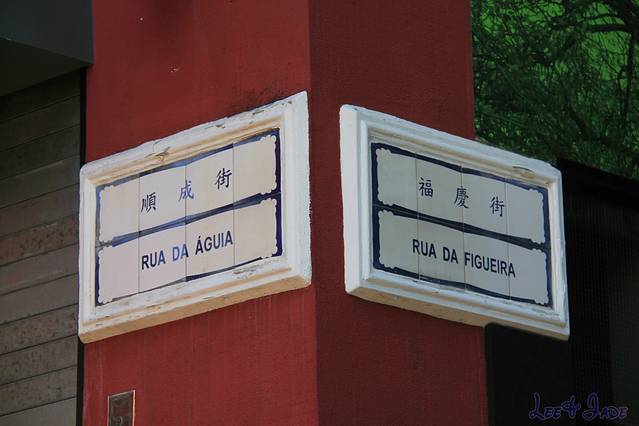 順成街
RUA DA ÁGUIA
福慶街
RUA DA FIGUEIRA
Lee & Jade